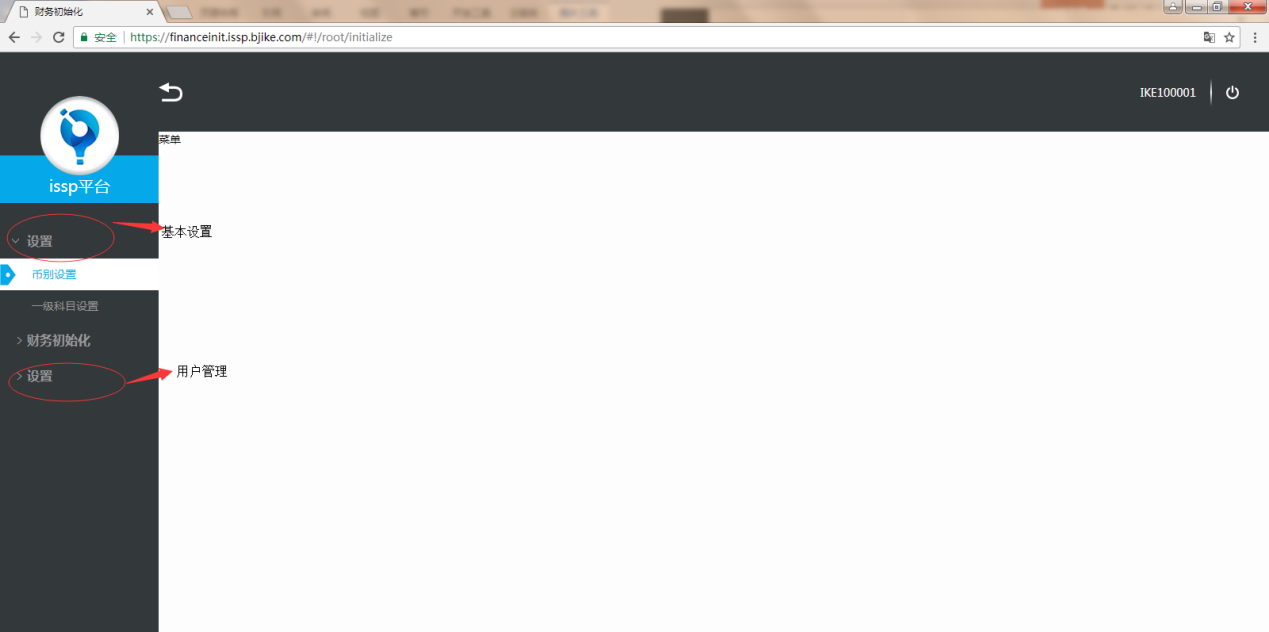 财务初始化
安全
https://financeinit.issp.bjike.com/#!/root/initialize
IKE100001
菜单
issp平台
设置
基本设置
币别设置
一级科目设置
财务初始化
设置
用户管理